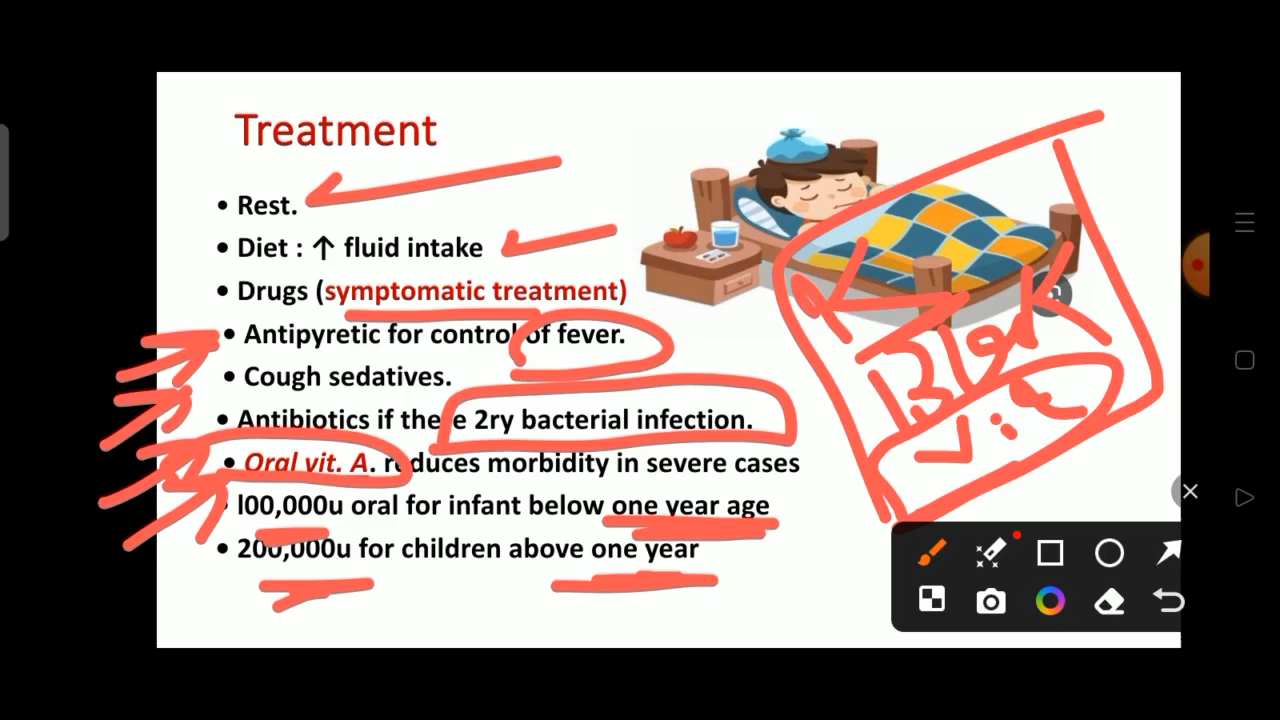 Treatment
• Rest.
• Diet : ↑ fluid intake
• Drugs (symptomatic treatment)
• Antipyretic for control of fever.
• Cough sedatives.
• Antibiotics if there 2ry bacterial infection.
• Oral vit. A. reduces morbidity in severe cases
• l00,000u oral for infant below one year age
• 200,000u for children above one year